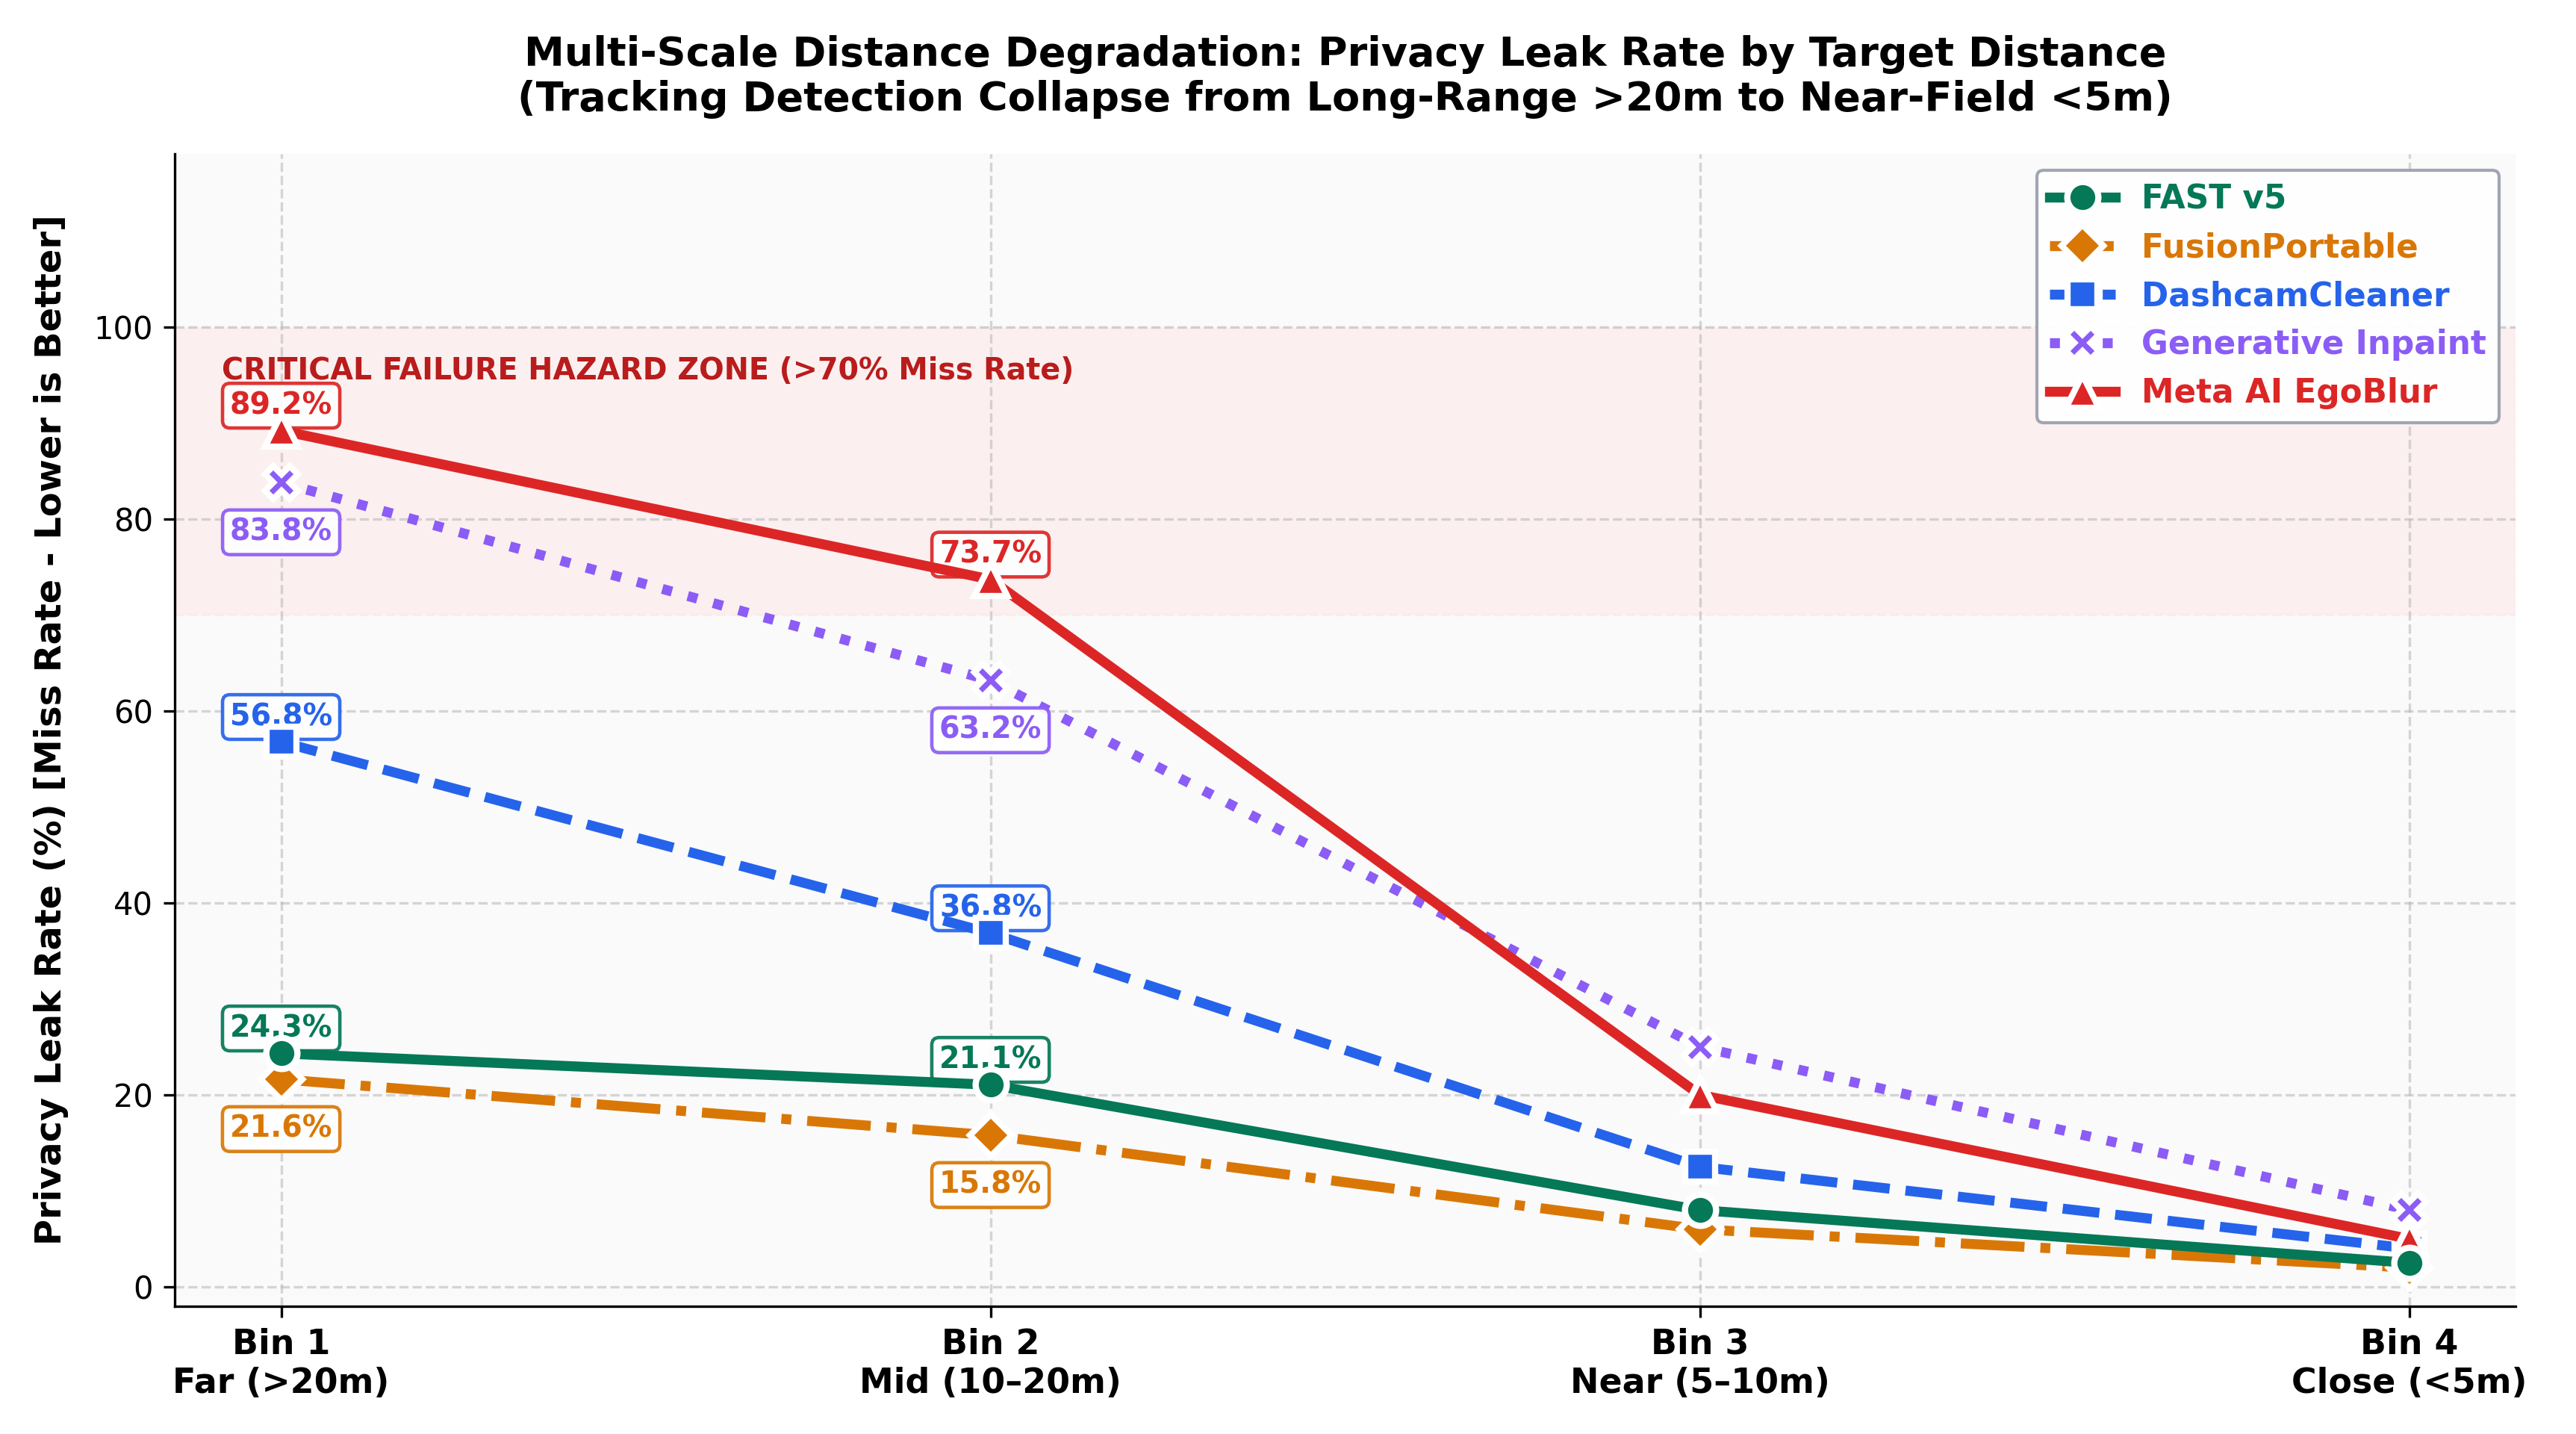 Multi-Scale Distance Degradation: Privacy Leak Rate by Target Distance
(Tracking Detection Collapse from Long-Range >20m to Near-Field <5m)
Privacy Leak Rate (%) [Miss Rate - Lower is Better]
100
80
60
40
20
0
CRITICAL FAILURE HAZARD ZONE (>70% Miss Rate)
FAST v5
FusionPortable
DashcamCleaner
Generative Inpaint
Meta AI EgoBlur
89.2%
83.8%
56.8%
24.3%
21.6%
73.7%
63.2%
36.8%
21.1%
15.8%
Bin 1
Far (>20m)
Bin 2
Mid (10–20m)
Bin 3
Near (5–10m)
Bin 4
Close (<5m)